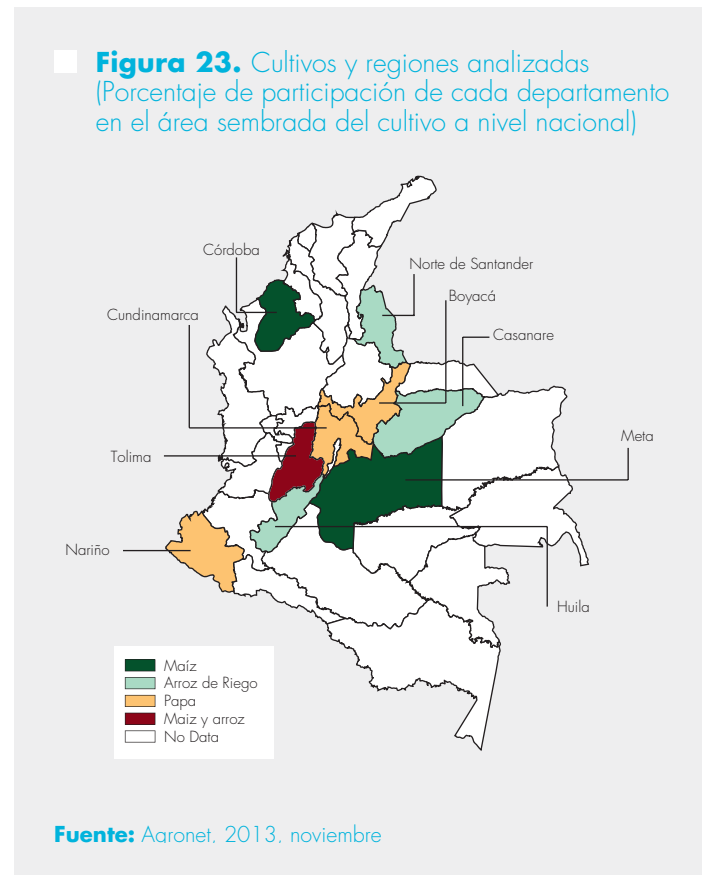 Figura 23. Cultivos y regiones analizadas
(Porcentaje de participación de cada departamento
en el área sembrada del cultivo a nivel nacional)
Córdoba
Norte de Santander
Boyacá
Cundinamarca
Casanare
Meta
Tolima
Nariño
Huila
Maíz
Arroz de Riego
Papa
Maiz y arroz
No Data
Fuente: Agronet, 2013, noviembre